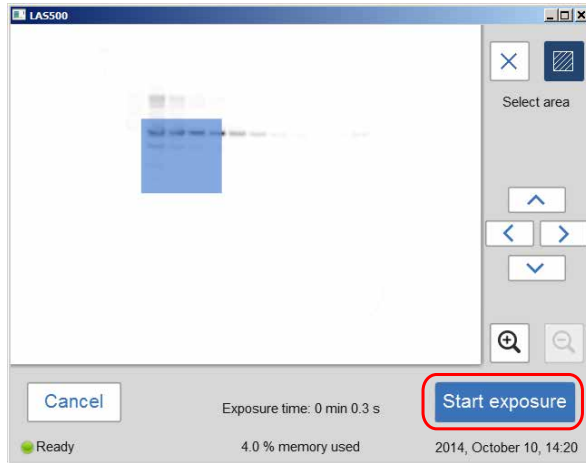 LAS500
Select area
Cancel
Exposure time: 0 min 0.3 s
Start exposure
Ready
4.0 % memory used
2014, October 10, 14:20